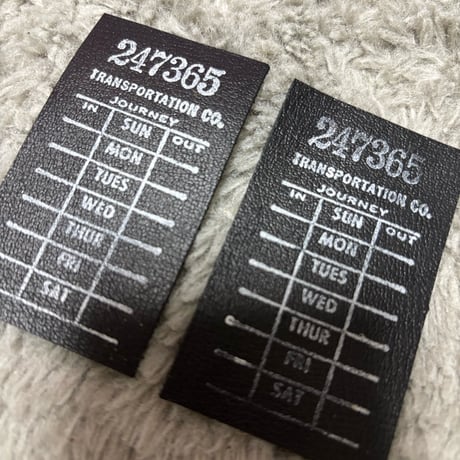 247365
TRANSPORTATION CO.
JOURNEY
IN SUN OUT
MON
TUES
WED
THUR
FRI
SAT
247365
TRANSPORTATION CO.
JOURNEY
IN SUN OUT
MON
TUES
WED
THUR
FRI
SAT